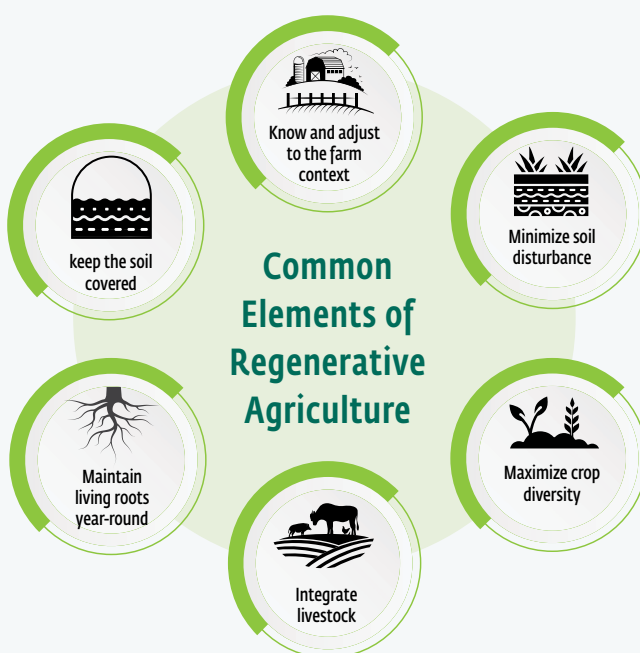 Common
Elements of
Regenerative
Agriculture
Know and adjust
to the farm
context
Minimize soil
disturbance
Maximize crop
diversity
Integrate
livestock
Maintain
living roots
year-round
keep the soil
covered